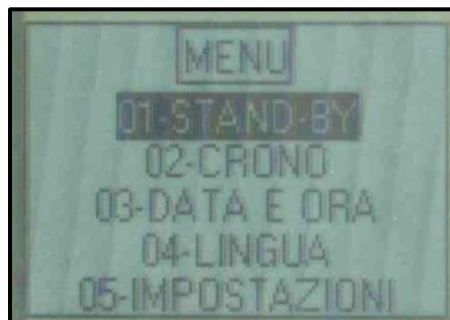 MENU
01-STAND-BY
02-CRONO
03-DATA E ORA
04-LINGUA
05-IMPOSTAZIONI